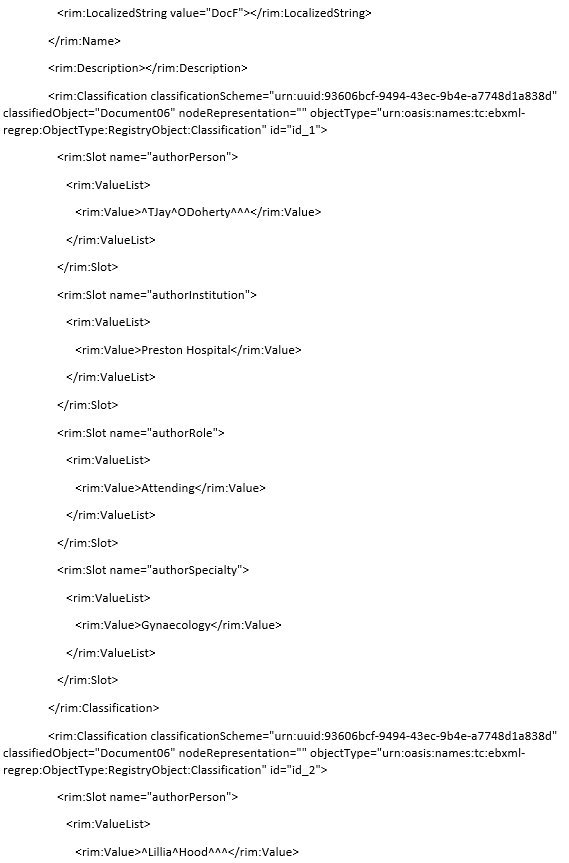 <rim:LocalizedString value="DocF"></rim:LocalizedString>
</rim:Name>
<rim:Description></rim:Description>
<rim:Classification classificationScheme="urn:uuid:93606bcf-9494-43ec-9b4e-a7748d1a838d"
classifiedObject="Document06" nodeRepresentation="" objectType="urn:oasis:names:tc:ebxml-
regrep:ObjectType:RegistryObject:Classification" id="id_1">
<rim:Slot name="authorPerson">
<rim:ValueList>
<rim:Value>^TJay^ODoherty^^^</rim:Value>
</rim:ValueList>
</rim:Slot>
<rim:Slot name="authorInstitution">
<rim:ValueList>
<rim:Value>Preston Hospital</rim:Value>
</rim:ValueList>
</rim:Slot>
<rim:Slot name="authorRole">
<rim:ValueList>
<rim:Value>Attending</rim:Value>
</rim:ValueList>
</rim:Slot>
<rim:Slot name="authorSpecialty">
<rim:ValueList>
<rim:Value>Gynaecology</rim:Value>
</rim:ValueList>
</rim:Slot>
</rim:Classification>
<rim:Classification classificationScheme="urn:uuid:93606bcf-9494-43ec-9b4e-a7748d1a838d"
classifiedObject="Document06" nodeRepresentation="" objectType="urn:oasis:names:tc:ebxml-
regrep:ObjectType:RegistryObject:Classification" id="id_2">
<rim:Slot name="authorPerson">
<rim:ValueList>
<rim:Value>^Lillia^Hood^^^</rim:Value>